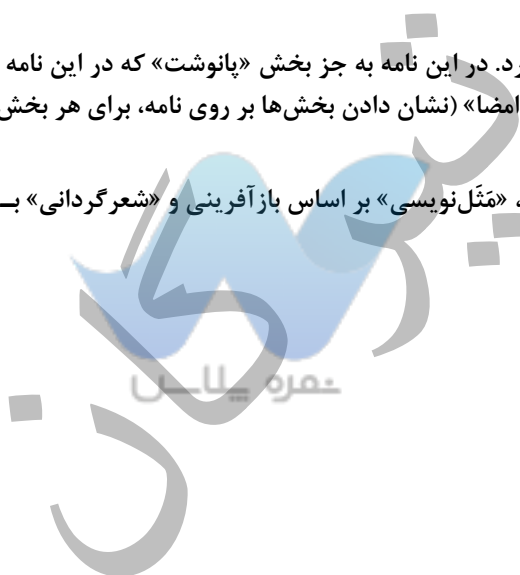 رد. در این نامه به جز بخش «پانوشت» که در این نامه
امضا» (نشان دادن بخش‌ها بر روی نامه، برای هر بخش
، «مَثَل‌نویسی» بر اساس بازآفرینی و «شعرگردانی» بـ
نمره پلاس